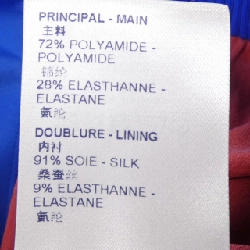 PRINCIPAL - MAIN
主料
72% POLYAMIDE -
POLYAMIDE
锦纶
28% ELASTHANNE -
ELASTANE
氨纶
DOUBLURE - LINING
内衬
91% SOIE - SILK
桑蚕丝
9% ELASTHANNE -
ELASTANE
氨纶